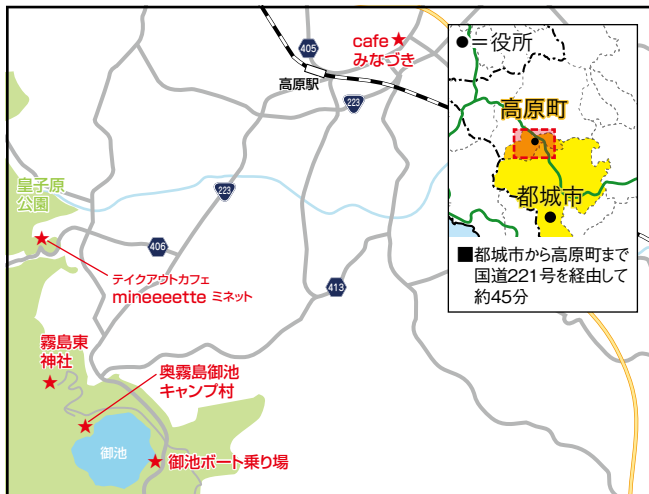 cafe
みなづき
405
高原駅
223
223
皇子原
公園
406
テイクアウトカフェ
mineeeette ミネット
413
霧島東
神社
奥霧島御池
キャンプ村
御池
御池ボート乗り場
●=役所
高原町
都城市
■都城市から高原町まで
国道221号を経由して
約45分